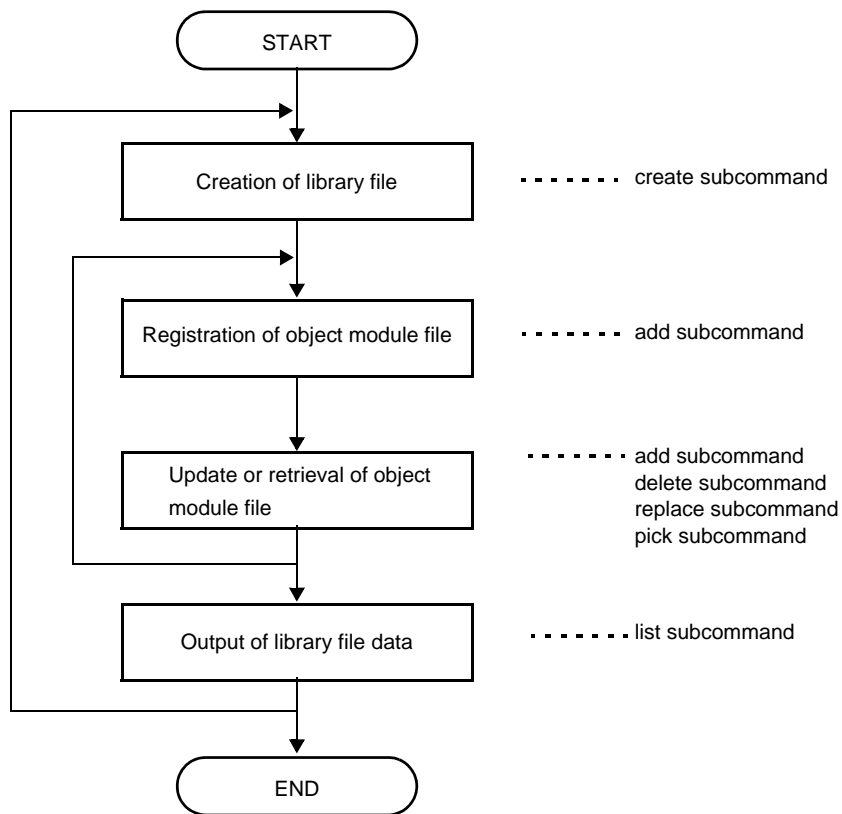 START
Creation of library file
create subcommand
Registration of object module file
add subcommand
Update or retrieval of object
module file
add subcommand
delete subcommand
replace subcommand
pick subcommand
Output of library file data
list subcommand
END